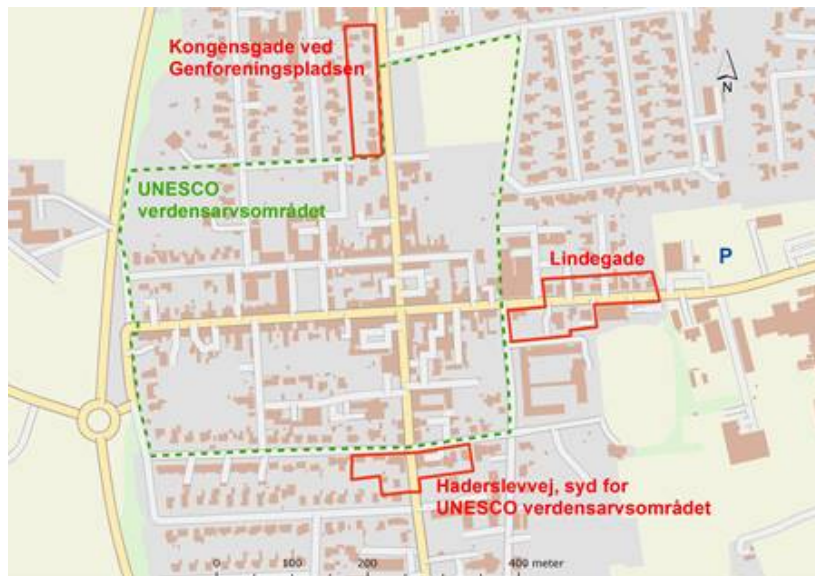 Kongensgade ved
Genforeningspladsen
N
UNESCO
verdensarvsområdet
Lindegade
P
Haderslevvej, syd for
UNESCO verdensarvsområdet
0 100 200 400 meter